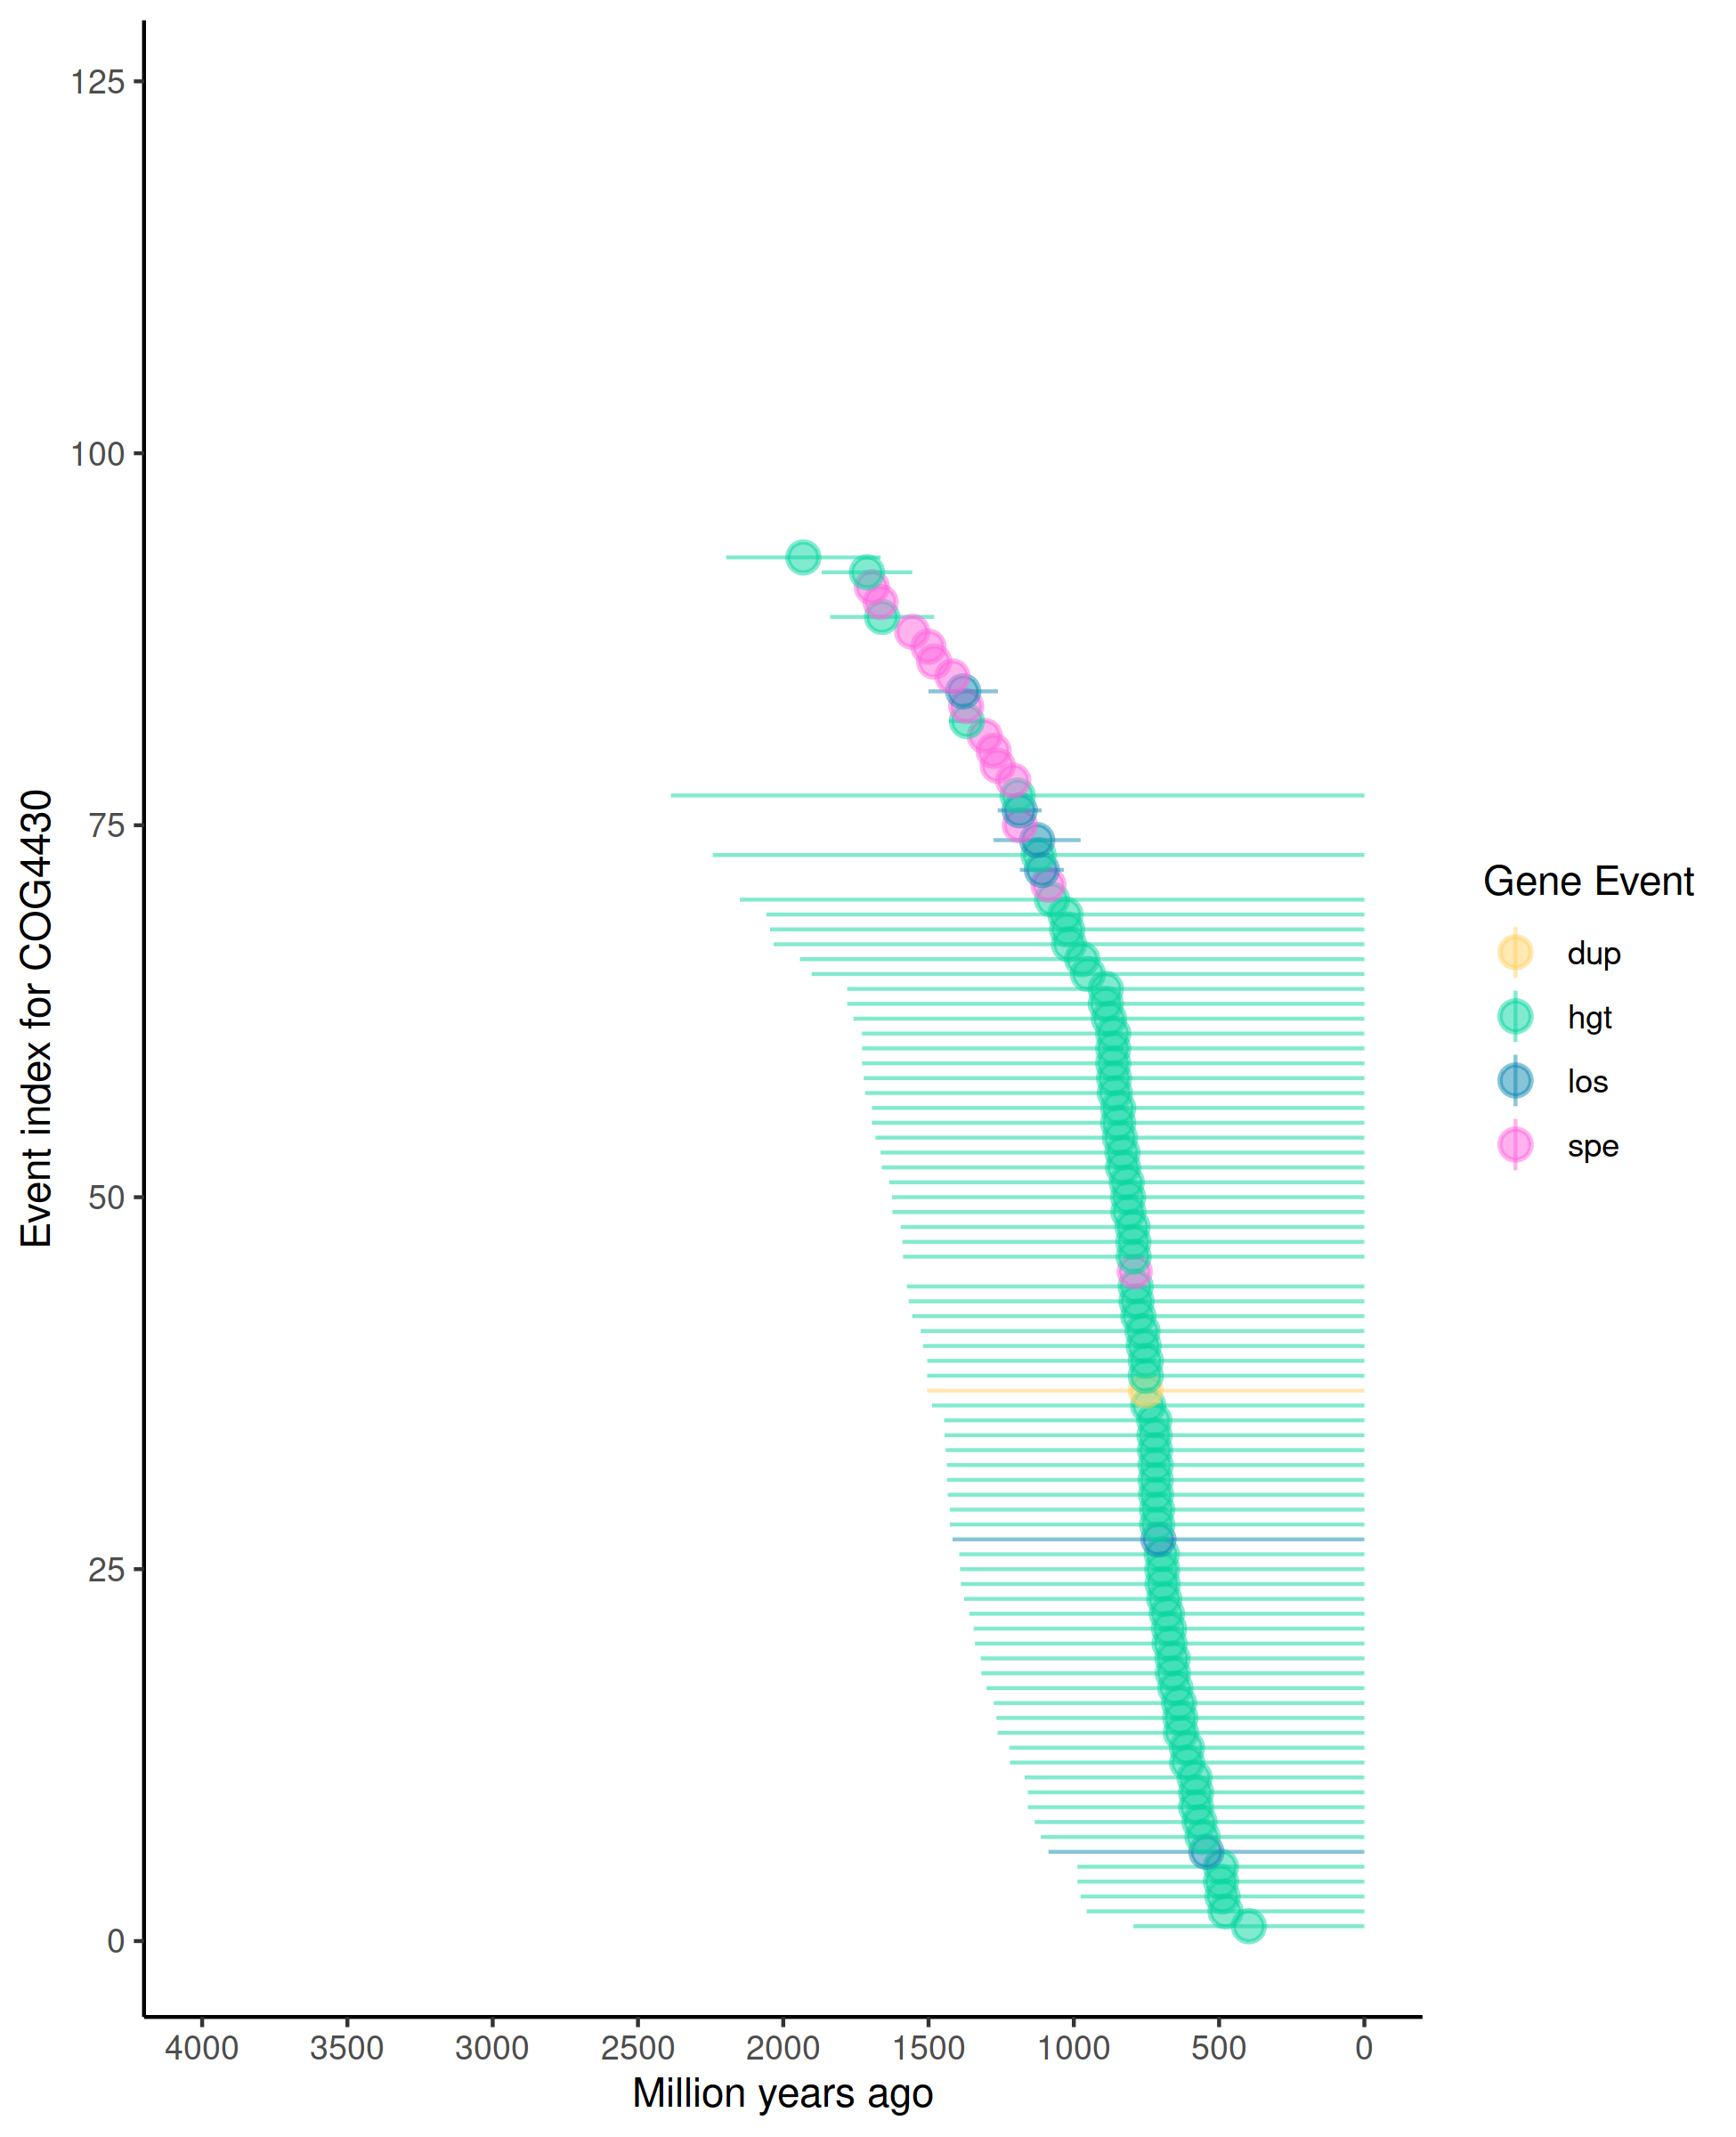 Event index for COG4430
125
100
75
50
25
0
4000 3500 3000 2500 2000 1500 1000 500 0
Million years ago
Gene Event
dup
hgt
los
spe